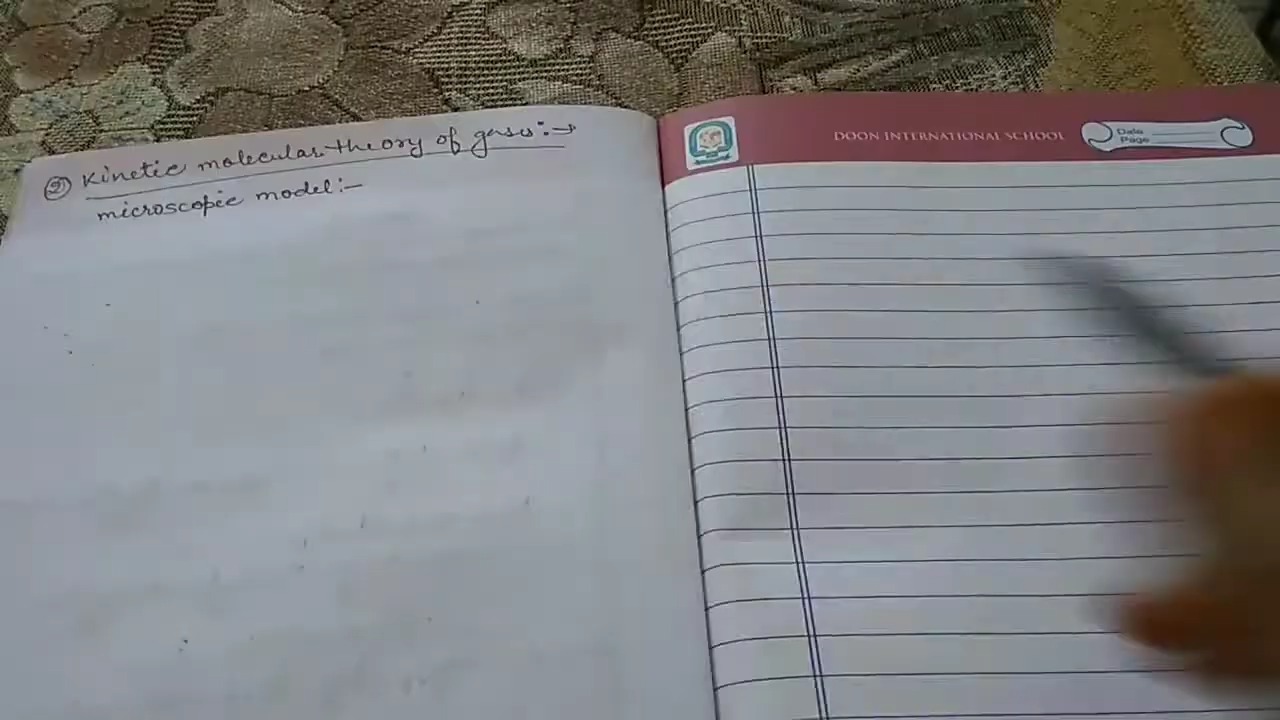 ② Kinetic molecular theory of gases:→
microscopic model:-
DOON INTERNATIONAL SCHOOL
Date
Page